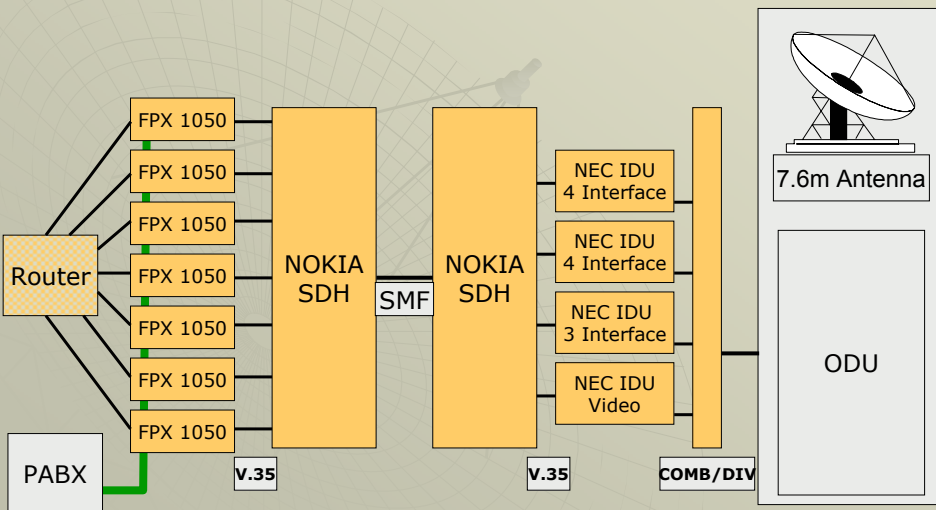 FPX 1050
FPX 1050
FPX 1050
FPX 1050
FPX 1050
FPX 1050
FPX 1050
Router
PABX
NOKIA
SDH
V.35
SMF
NOKIA
SDH
V.35
NEC IDU
4 Interface
NEC IDU
4 Interface
NEC IDU
3 Interface
NEC IDU
Video
COMB/DIV
7.6m Antenna
ODU